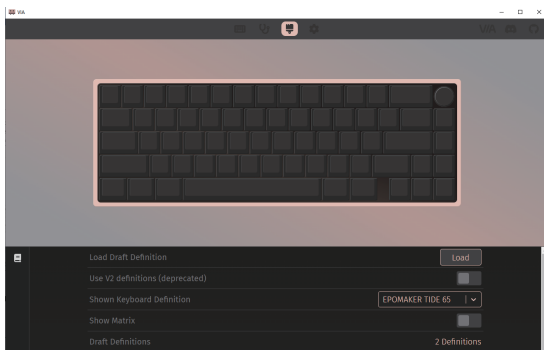 VIA
VIA
Load Draft Definition
Load
Use V2 definitions (deprecated)
Shown Keyboard Definition
EPOMAKER TIDE 65
Show Matrix
Draft Definitions
2 Definitions